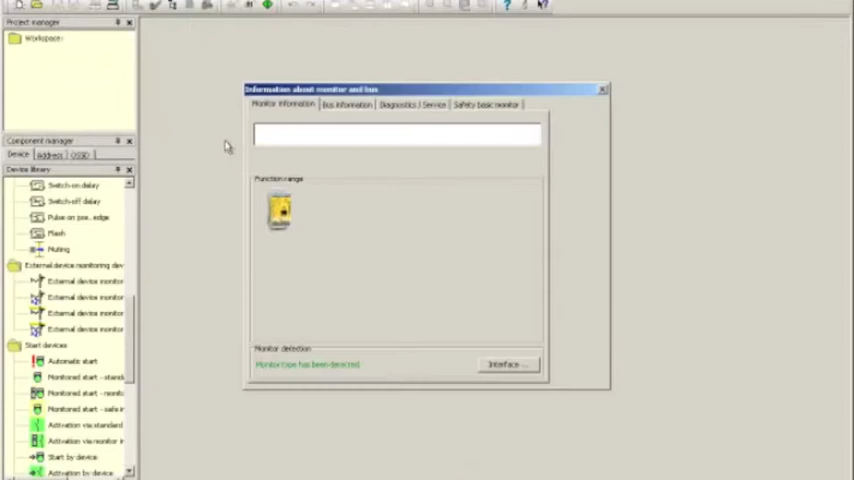 Project manager
Workspace:
Component manager
Device
Address
OSSD
Device library
Switch-on delay
Switch-off delay
Pulse on pos. edge
Flash
Muting
External device monitoring dev
External device monitor
External device monitor
External device monitor
External device monitor
Start devices
Automatic start
Monitored start - stand
Monitored start - monito
Monitored start - safe in
Activation via standard
Activation via monitor in
Start by device
Activation by device
Information about monitor and bus
Monitor information
Bus information
Diagnostics / Service
Safety basic monitor
Function range
Monitor detection
Monitor type has been detected.
Interface ...